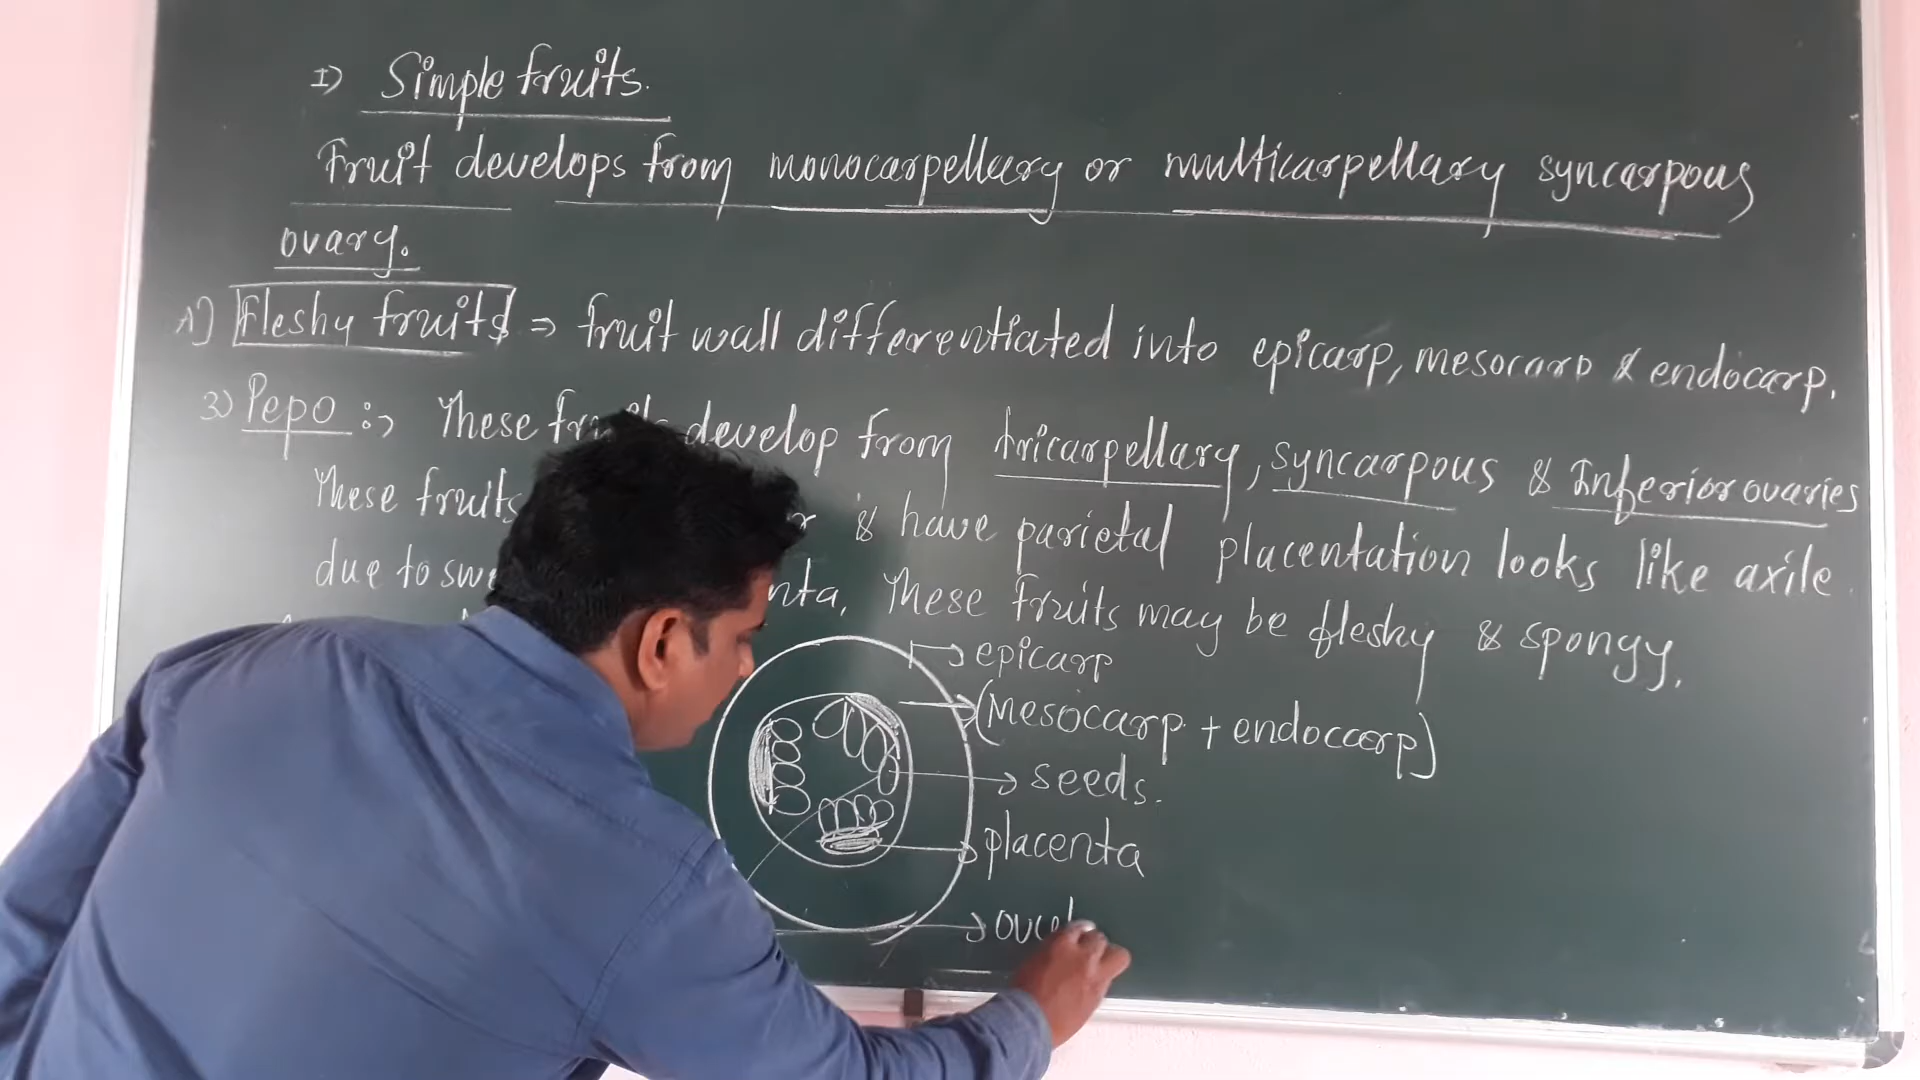 I) Simple fruits.
Fruit develops from monocarpellary or multicarpellary syncarpous
ovary.
A) Fleshy fruits ⇒ fruit wall differentiated into epicarp, mesocarp & endocarp.
3) Pepo :→ These develop from tricarpellary, syncarpous & Inferior ovaries
These fruits & have parietal placentation looks like axile.
due to These fruits may be fleshy & spongy.
→ epicarp
→ (Mesocarp + endocarp)
→ seeds.
→ placenta
→